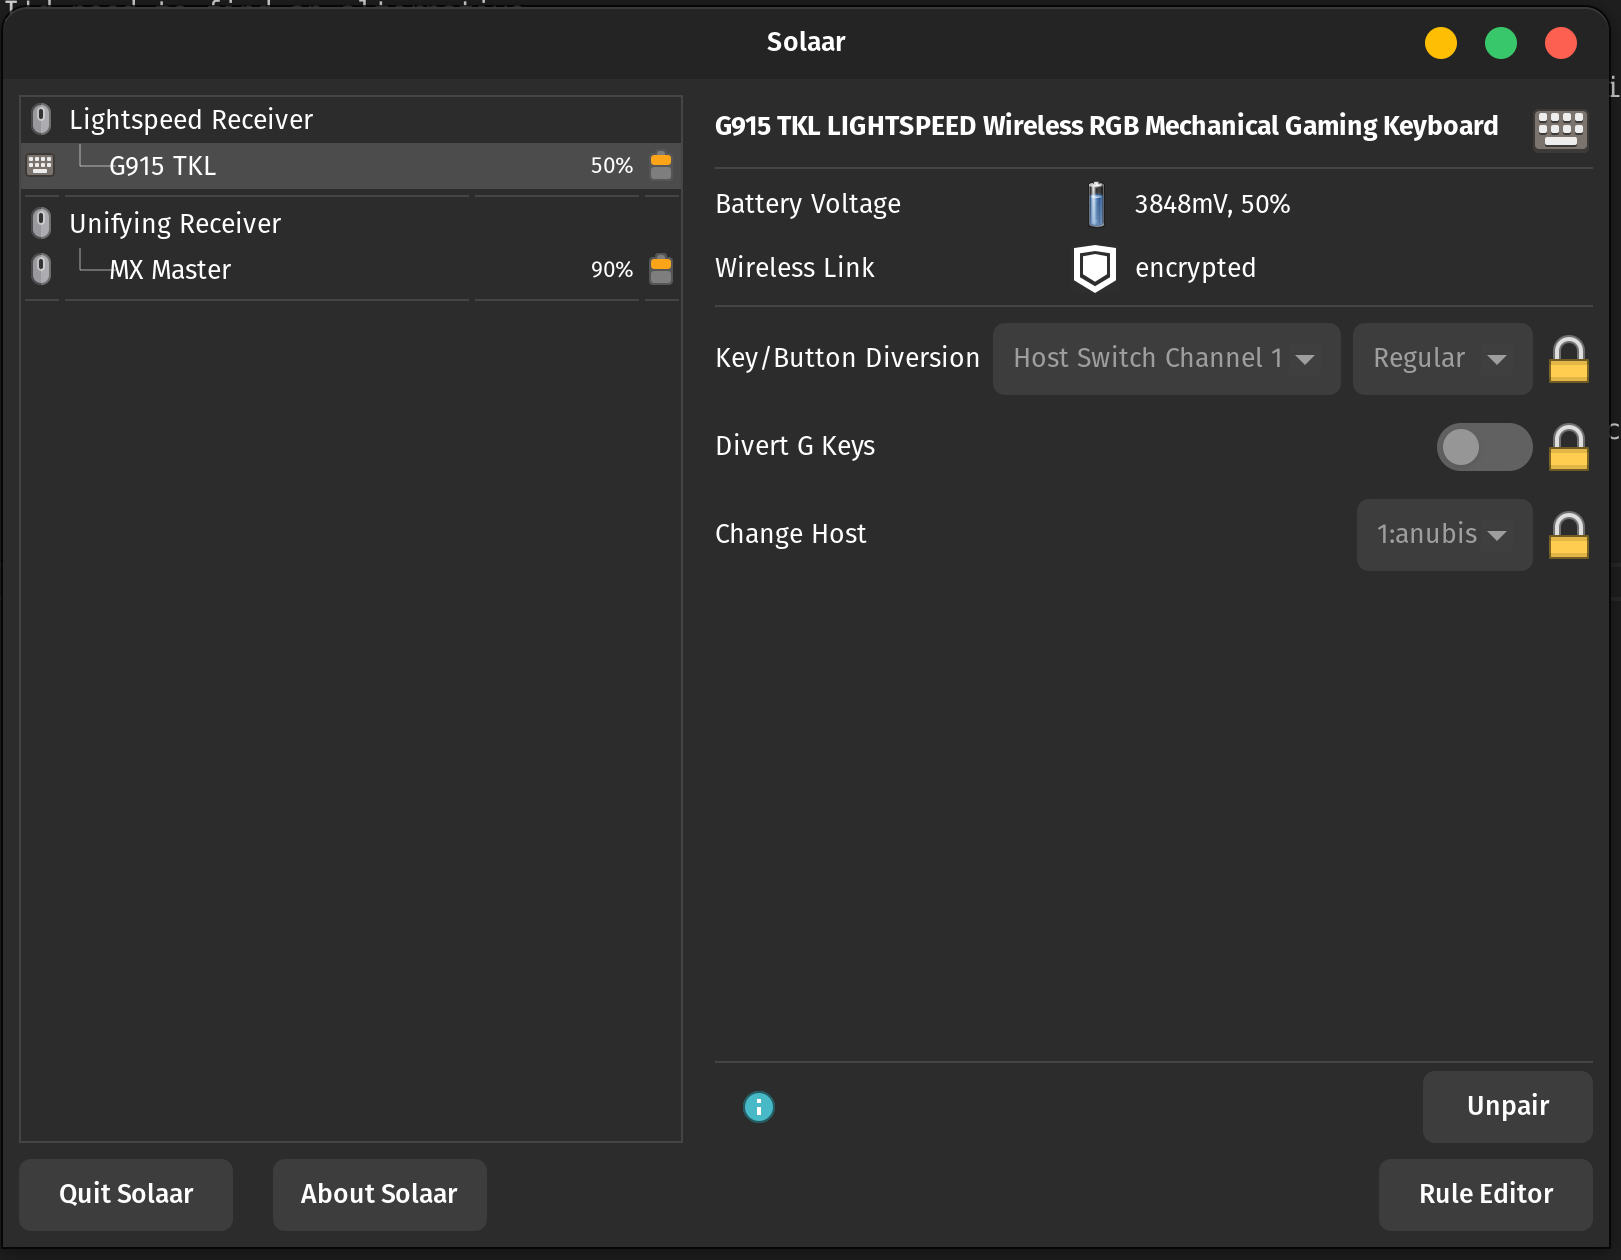 Solaar
Lightspeed Receiver
G915 TKL 50%
Unifying Receiver
MX Master 90%
G915 TKL LIGHTSPEED Wireless RGB Mechanical Gaming Keyboard
Battery Voltage 3848mV, 50%
Wireless Link encrypted
Key/Button Diversion Host Switch Channel 1 Regular
Divert G Keys
Change Host 1:anubis
Unpair
Quit Solaar About Solaar Rule Editor